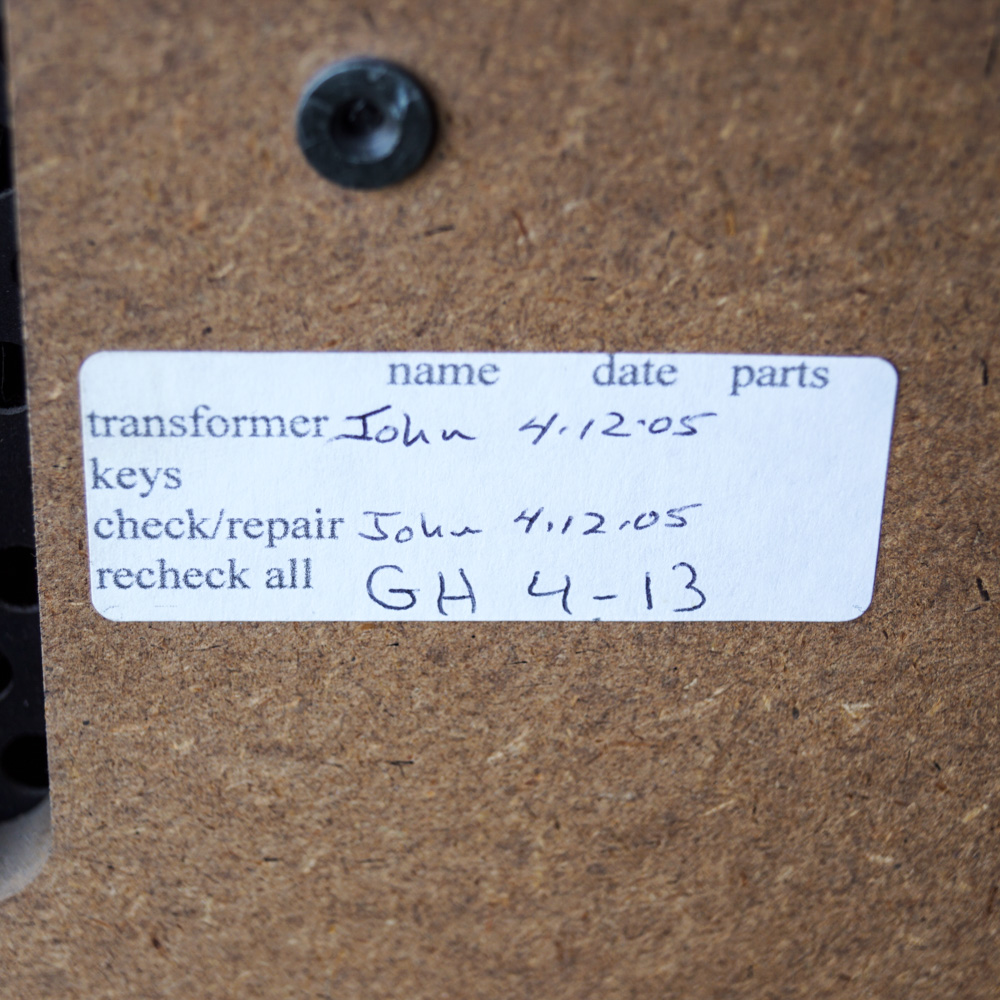 name date parts
transformer John 4.12.05
keys
check/repair John 4.12.05
recheck all GH 4-13